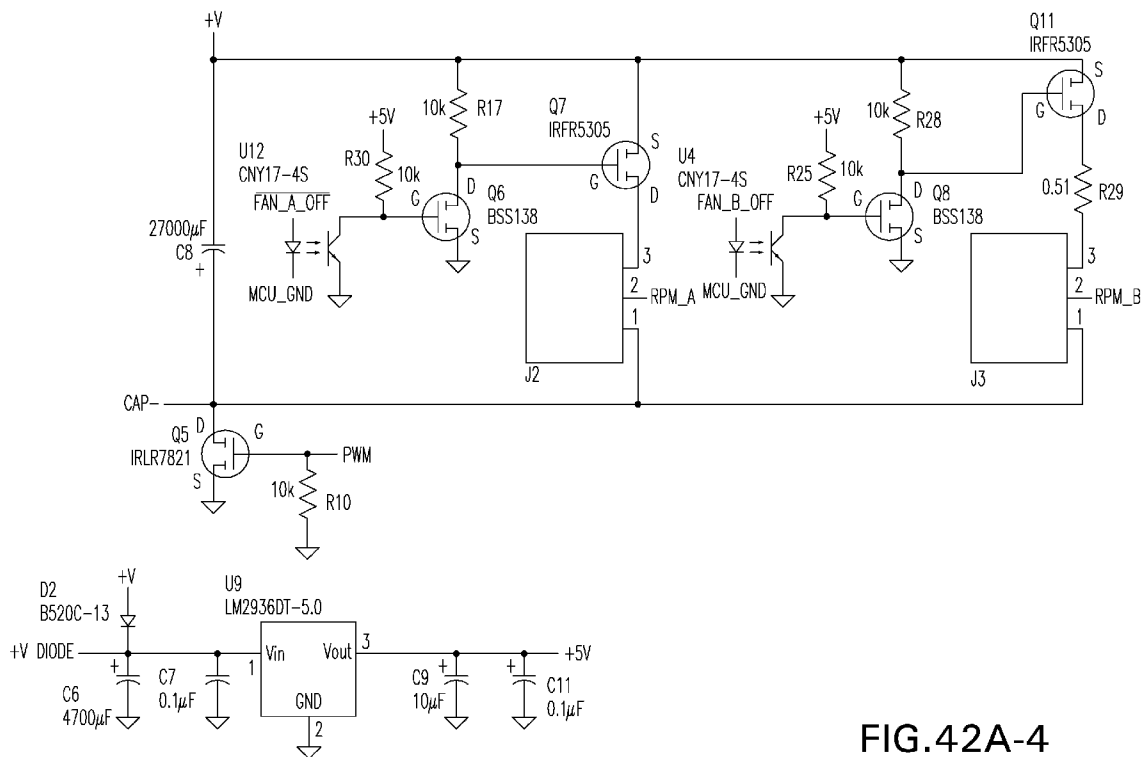 +V
Q11
IRFR5305
S
G
D
10k
R17
Q7
IRFR5305
S
G
D
10k
R28
+5V
R30
10k
U12
CNY17-4S
FAN_A_OFF
MCU_GND
G
D
Q6
BSS138
S
U4
CNY17-4S
FAN_B_OFF
MCU_GND
+5V
R25
10k
G
D
Q8
BSS138
S
0.51
R29
27000µF
C8
+
3
2
RPM_A
1
J2
3
2
RPM_B
1
J3
CAP-
D
Q5
G
IRLR7821
S
PWM
10k
R10
+V
D2
B520C-13
U9
LM2936DT-5.0
+V DIODE
1
Vin
Vout
3
+5V
GND
2
+
C6
4700µF
C7
0.1µF
+
C9
10µF
+
C11
0.1µF
FIG.42A-4